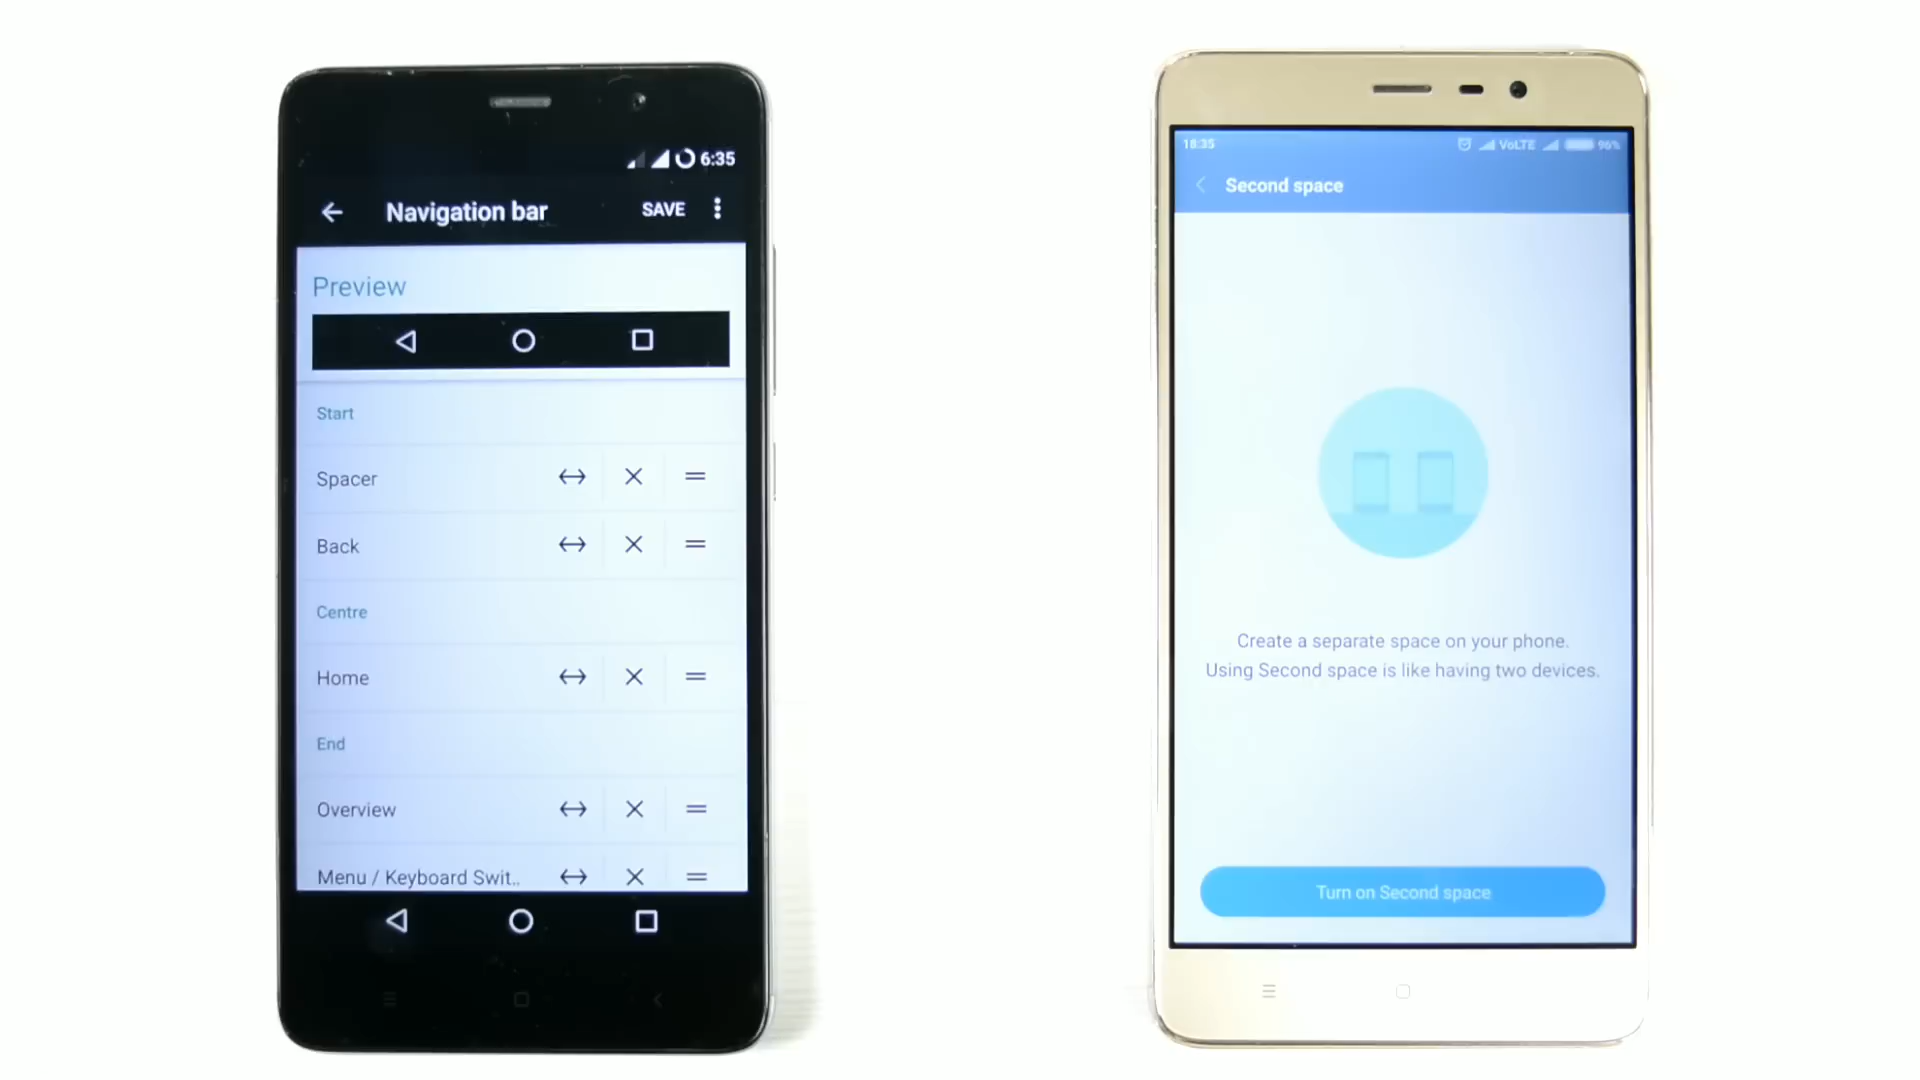 6:35
Navigation bar
SAVE
Preview
Start
Spacer
Back
Centre
Home
End
Overview
Menu / Keyboard Swit..
18:35
VoLTE
96%
Second space
Create a separate space on your phone.
Using Second space is like having two devices.
Turn on Second space